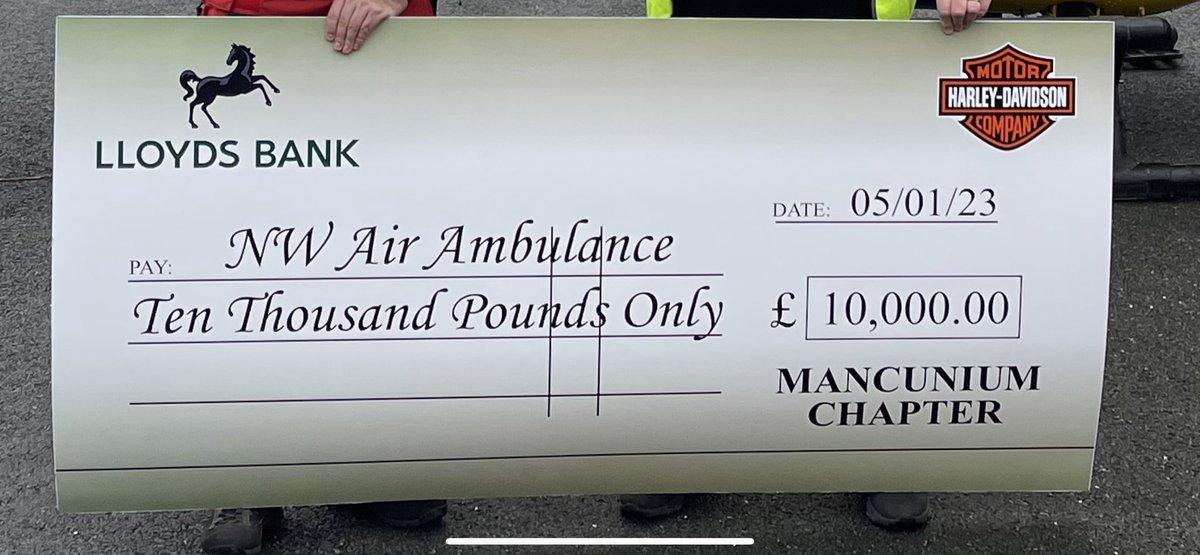 LLOYDS BANK
MOTOR
HARLEY-DAVIDSON
COMPANY
DATE: 05/01/23
PAY: NW Air Ambulance
Ten Thousand Pounds Only
£ 10,000.00
MANCUNIUM
CHAPTER